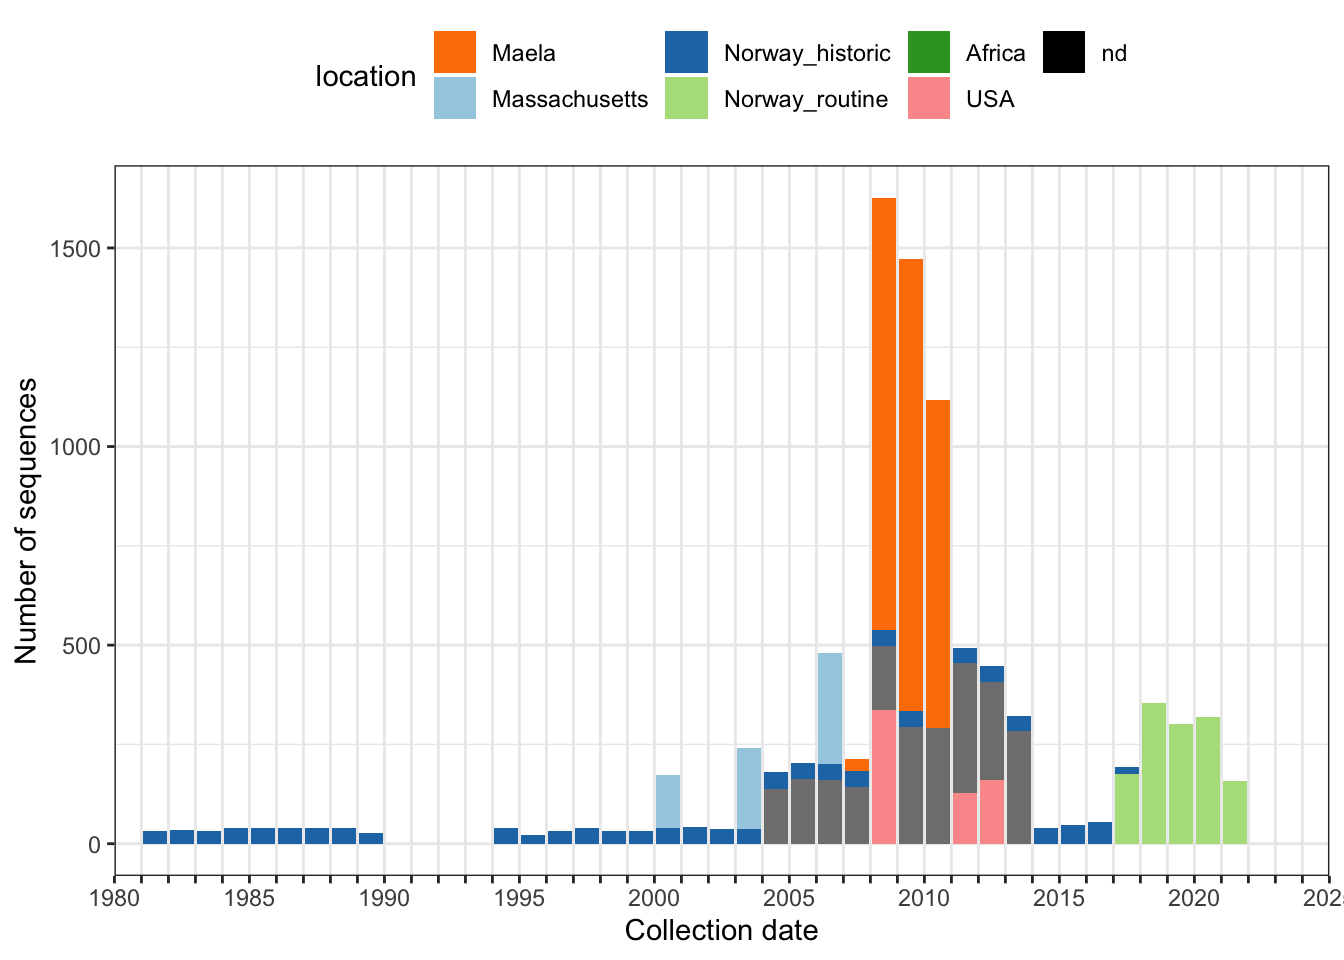 location
Maela
Norway_historic
Africa
nd
Massachusetts
Norway_routine
USA
Number of sequences
1500
1000
500
0
1980 1985 1990 1995 2000 2005 2010 2015 2020 202
Collection date